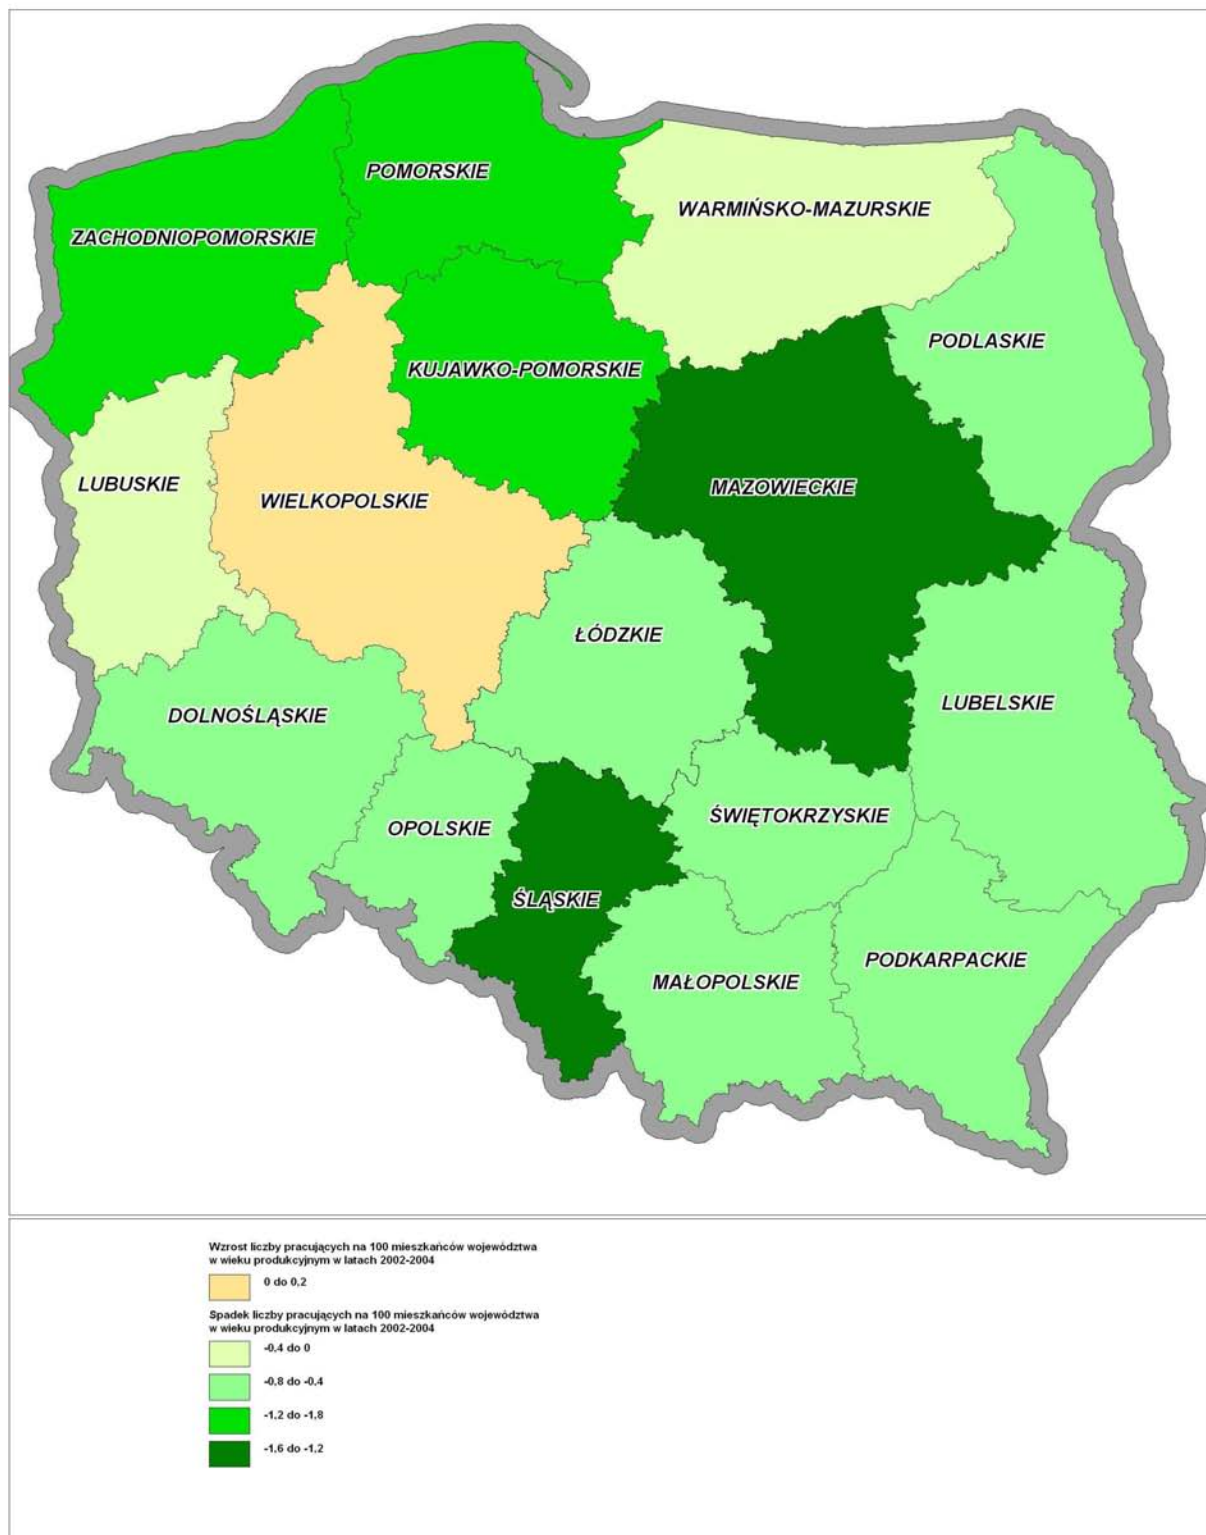 POMORSKIE
WARMIŃSKO-MAZURSKIE
ZACHODNIOPOMORSKIE
PODLASKIE
KUJAWKO-POMORSKIE
LUBUSKIE
WIELKOPOLSKIE
MAZOWIECKIE
ŁÓDZKIE
LUBELSKIE
DOLNOŚLĄSKIE
ŚWIĘTOKRZYSKIE
OPOLSKIE
ŚLĄSKIE
PODKARPACKIE
MAŁOPOLSKIE
Wzrost liczby pracujących na 100 mieszkańców województwa
w wieku produkcyjnym w latach 2002-2004
0 do 0,2
Spadek liczby pracujących na 100 mieszkańców województwa
w wieku produkcyjnym w latach 2002-2004
-0,4 do 0
-0,8 do -0,4
-1,2 do -1,8
-1,6 do -1,2